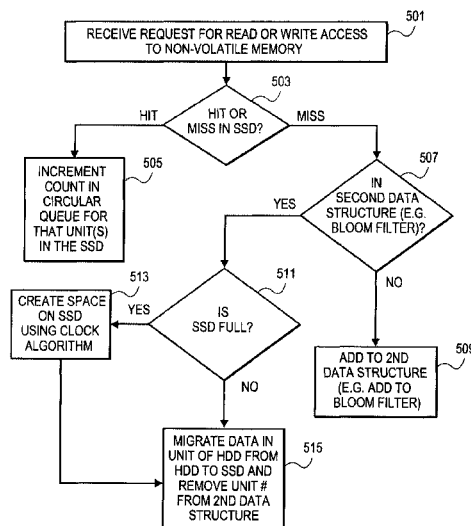 501
RECEIVE REQUEST FOR READ OR WRITE ACCESS
TO NON-VOLATILE MEMORY
503
HIT
HIT OR
MISS IN SSD?
MISS
505
INCREMENT
COUNT IN
CIRCULAR
QUEUE FOR
THAT UNIT(S)
IN THE SSD
507
IN
SECOND DATA
STRUCTURE (E.G.
BLOOM FILTER)?
YES
NO
511
IS
SSD FULL?
YES
NO
513
CREATE SPACE
ON SSD
USING CLOCK
ALGORITHM
509
ADD TO 2ND
DATA STRUCTURE
(E.G. ADD TO
BLOOM FILTER)
515
MIGRATE DATA IN
UNIT OF HDD FROM
HDD TO SSD AND
REMOVE UNIT #
FROM 2ND DATA
STRUCTURE